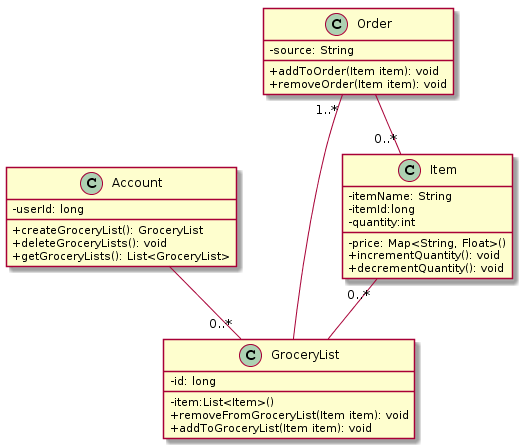 C Order
-source: String
+addToOrder(Item item): void
+removeOrder(Item item): void
1..*
0..*
C Account
-userId: long
+createGroceryList(): GroceryList
+deleteGroceryLists(): void
+getGroceryLists(): List<GroceryList>
C Item
-itemName: String
-itemId:long
-quantity:int
-price: Map<String, Float>()
+incrementQuantity(): void
+decrementQuantity(): void
0..*
0..*
C GroceryList
-id: long
-item:List<Item>()
+removeFromGroceryList(Item item): void
+addToGroceryList(Item item): void